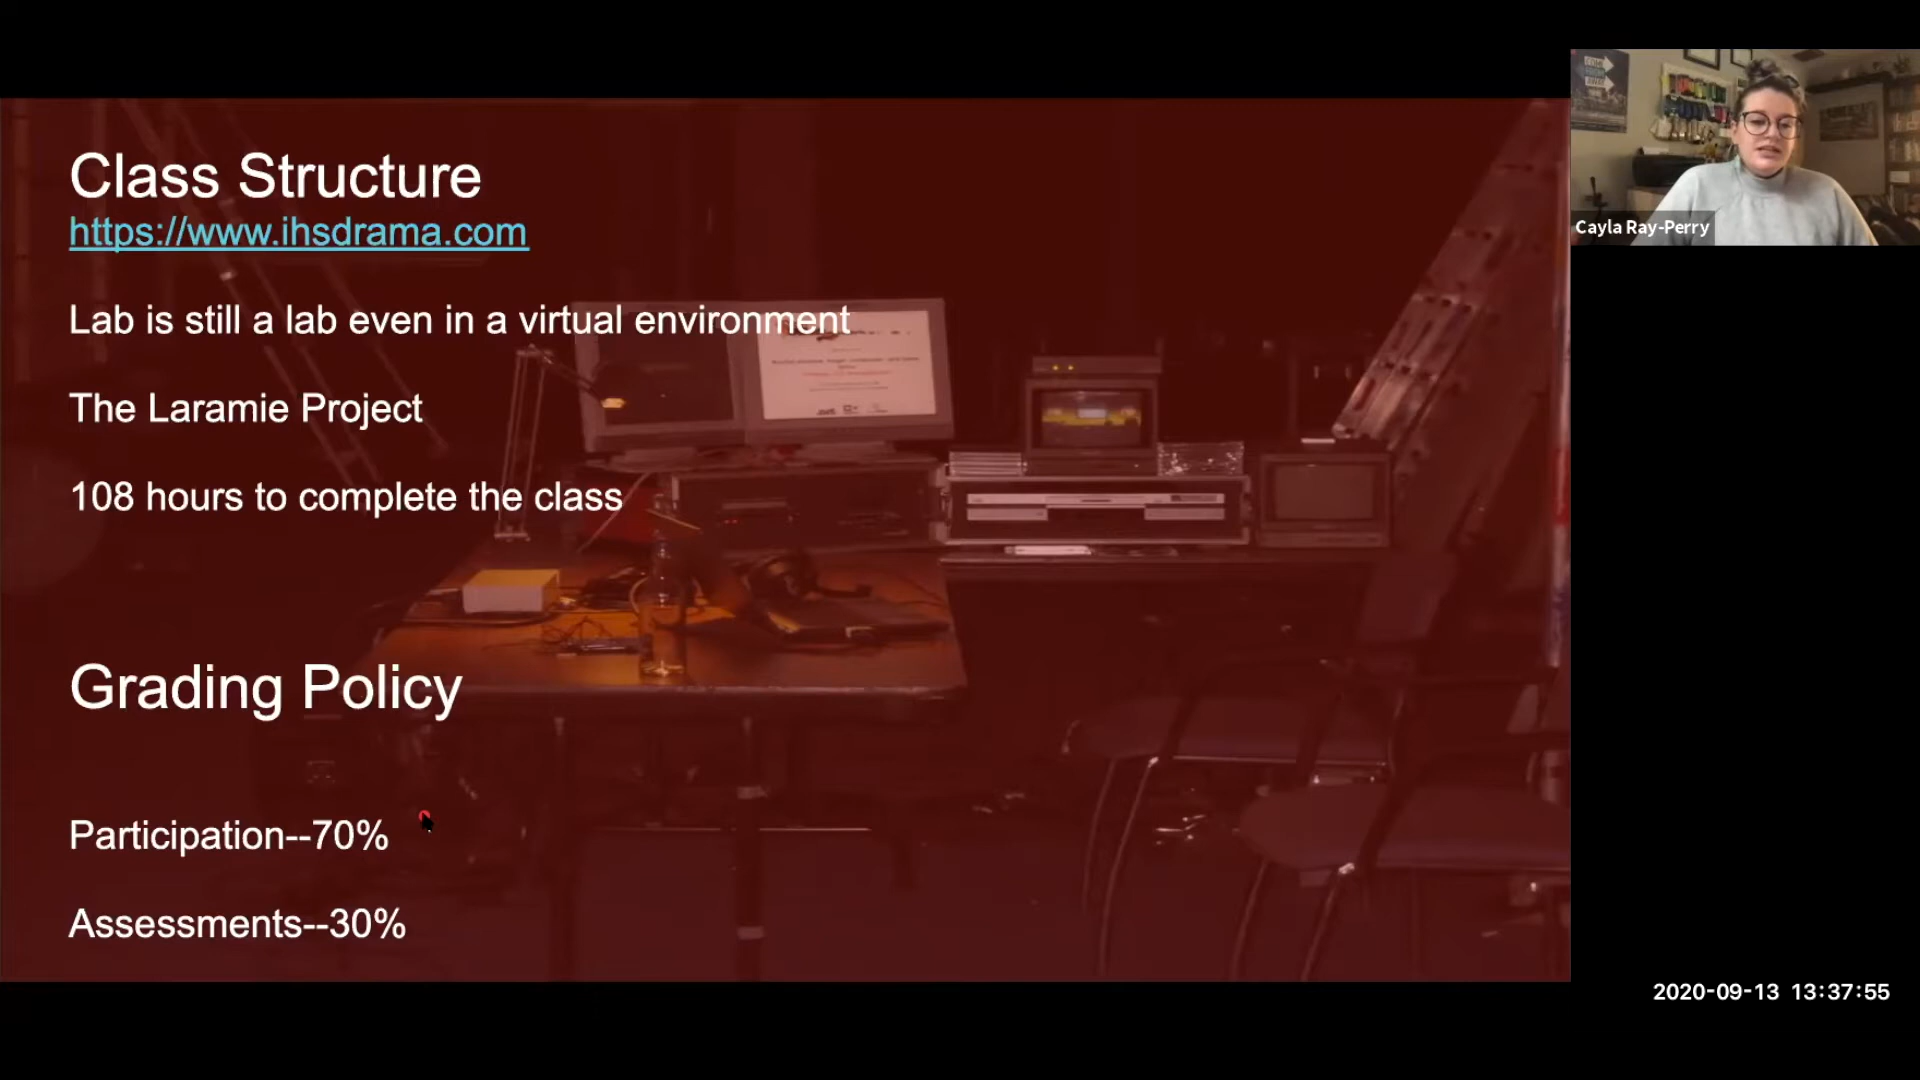 Class Structure
https://www.ihsdrama.com
Lab is still a lab even in a virtual environment
The Laramie Project
108 hours to complete the class
Grading Policy
Participation--70%
Assessments--30%
Cayla Ray-Perry
2020-09-13 13:37:55